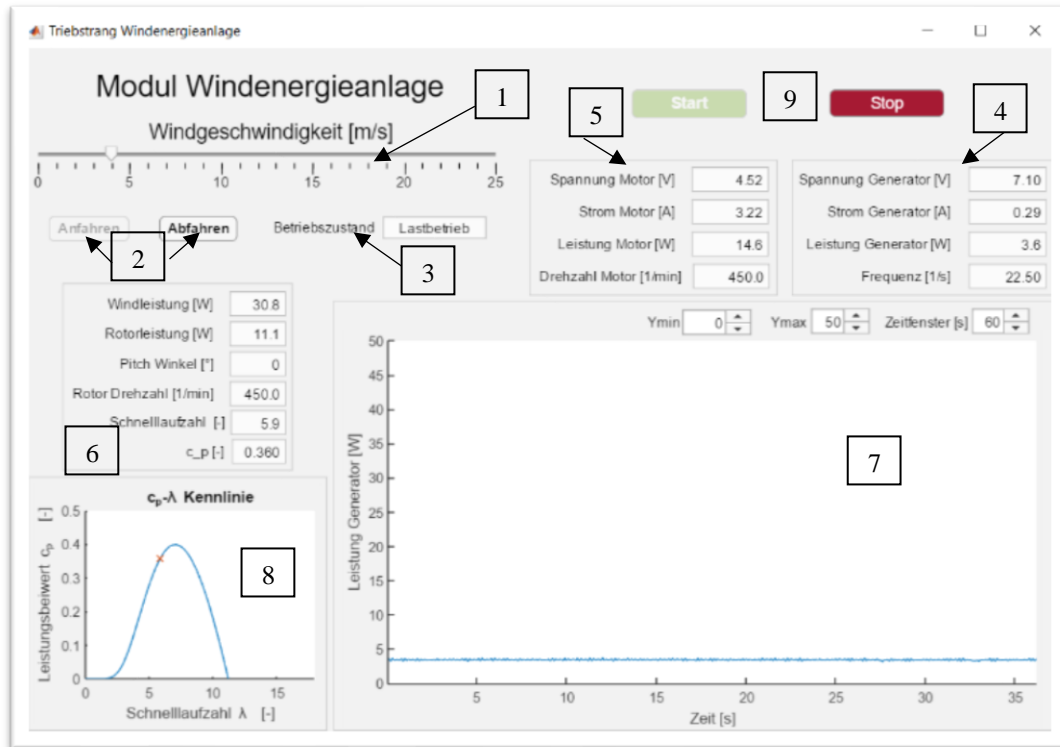 Triebstrang Windenergieanlage
Modul Windenergieanlage
Windgeschwindigkeit [m/s]
0 5 10 15 20 25
1
Anfahren Abfahren
2
Betriebszustand Lastbetrieb
3
5
Start
9
Stop
4
Spannung Motor [V] 4.52
Strom Motor [A] 3.22
Leistung Motor [W] 14.6
Drehzahl Motor [1/min] 450.0
Spannung Generator [V] 7.10
Strom Generator [A] 0.29
Leistung Generator [W] 3.6
Frequenz [1/s] 22.50
Windleistung [W] 30.8
Rotorleistung [W] 11.1
Pitch Winkel [°] 0
Rotor Drehzahl [1/min] 450.0
Schnelllaufzahl [-] 5.9
c_p [-] 0.360
6
Ymin 0 Ymax 50 Zeitfenster [s] 60
50
45
40
35
30
25
20
15
10
5
0
Leistung Generator [W]
7
5 10 15 20 25 30 35
Zeit [s]
cₚ-λ Kennlinie
0.5
0.4
0.3
0.2
0.1
0
Leistungsbeiwert cₚ [-]
8
0 5 10 15
Schnelllaufzahl λ [-]